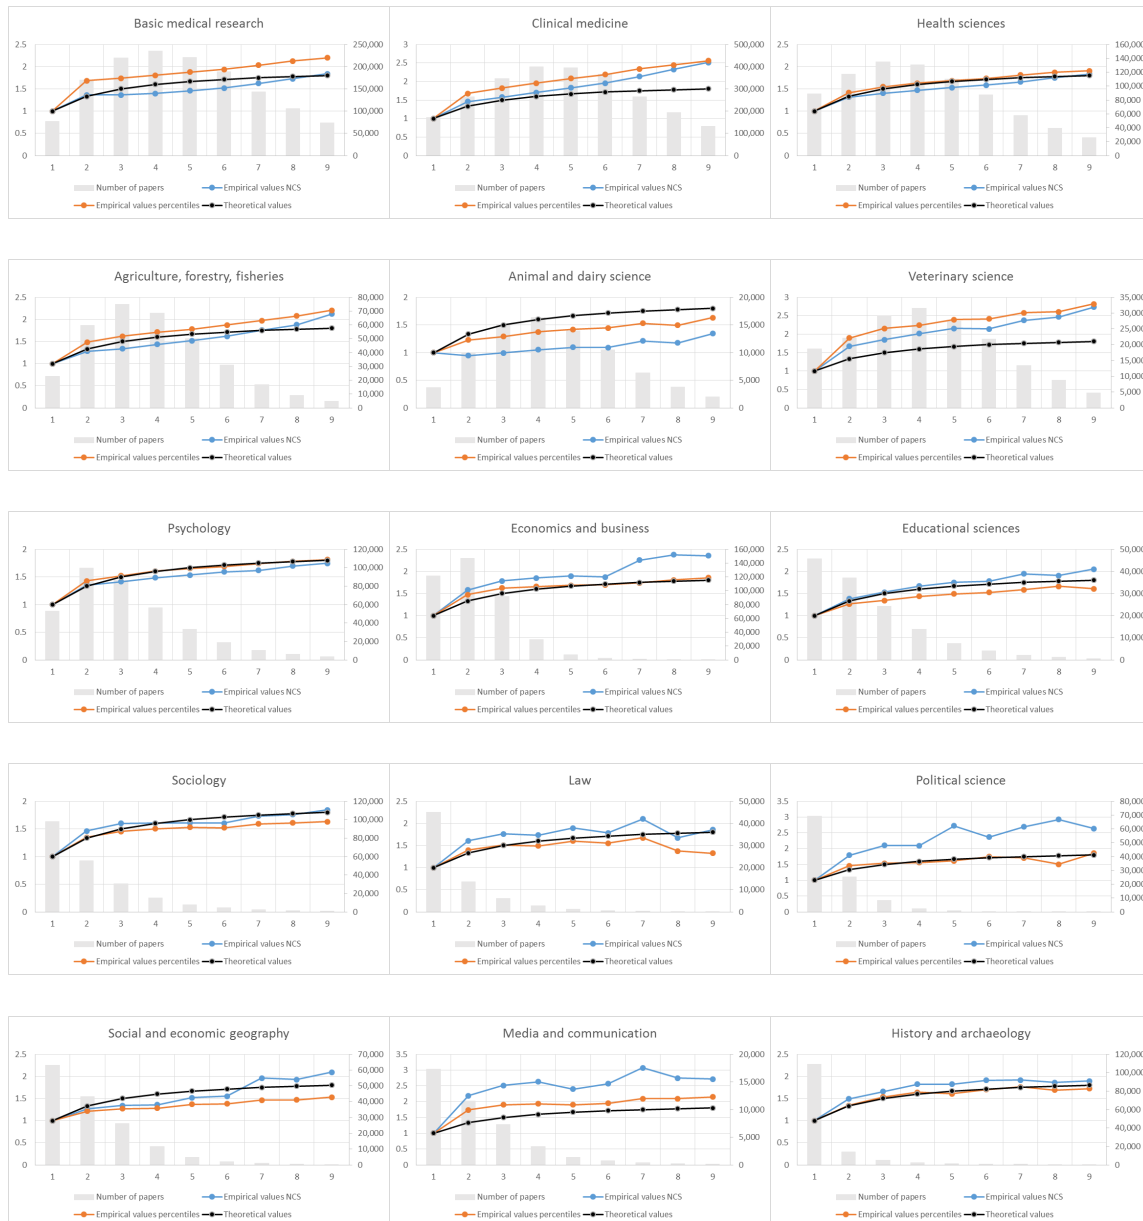 Basic medical research
2.5 250,000
2 200,000
1.5 150,000
1 100,000
0.5 50,000
0 0
1 2 3 4 5 6 7 8 9
Number of papers Empirical values NCS
Empirical values percentiles Theoretical values
Clinical medicine
3 500,000
2.5
400,000
2
300,000
1.5
200,000
1
100,000
0.5
0 0
1 2 3 4 5 6 7 8 9
Number of papers Empirical values NCS
Empirical values percentiles Theoretical values
Health sciences
2.5 160,000
140,000
2
120,000
1.5 100,000
80,000
1
60,000
0.5 40,000
20,000
0 0
1 2 3 4 5 6 7 8 9
Number of papers Empirical values NCS
Empirical values percentiles Theoretical values
Agriculture, forestry, fisheries
2.5 80,000
70,000
2
60,000
1.5 50,000
40,000
1
30,000
0.5 20,000
10,000
0 0
1 2 3 4 5 6 7 8 9
Number of papers Empirical values NCS
Empirical values percentiles Theoretical values
Animal and dairy science
2 20,000
1.5 15,000
1 10,000
0.5 5,000
0 0
1 2 3 4 5 6 7 8 9
Number of papers Empirical values NCS
Empirical values percentiles Theoretical values
Veterinary science
3 35,000
2.5 30,000
25,000
2
20,000
1.5
15,000
1
10,000
0.5 5,000
0 0
1 2 3 4 5 6 7 8 9
Number of papers Empirical values NCS
Empirical values percentiles Theoretical values
Psychology
2 120,000
100,000
1.5
80,000
1 60,000
40,000
0.5
20,000
0 0
1 2 3 4 5 6 7 8 9
Number of papers Empirical values NCS
Empirical values percentiles Theoretical values
Economics and business
2.5 160,000
140,000
2
120,000
1.5 100,000
80,000
1
60,000
0.5 40,000
20,000
0 0
1 2 3 4 5 6 7 8 9
Number of papers Empirical values NCS
Empirical values percentiles Theoretical values
Educational sciences
2.5 50,000
2 40,000
1.5 30,000
1 20,000
0.5 10,000
0 0
1 2 3 4 5 6 7 8 9
Number of papers Empirical values NCS
Empirical values percentiles Theoretical values
Sociology
2 120,000
100,000
1.5
80,000
1 60,000
40,000
0.5
20,000
0 0
1 2 3 4 5 6 7 8 9
Number of papers Empirical values NCS
Empirical values percentiles Theoretical values
Law
2.5 50,000
2 40,000
1.5 30,000
1 20,000
0.5 10,000
0 0
1 2 3 4 5 6 7 8 9
Number of papers Empirical values NCS
Empirical values percentiles Theoretical values
Political science
3.5 80,000
3 70,000
60,000
2.5
50,000
2
40,000
1.5
30,000
1
20,000
0.5 10,000
0 0
1 2 3 4 5 6 7 8 9
Number of papers Empirical values NCS
Empirical values percentiles Theoretical values
Social and economic geography
2.5 70,000
60,000
2
50,000
1.5 40,000
1 30,000
20,000
0.5
10,000
0 0
1 2 3 4 5 6 7 8 9
Number of papers Empirical values NCS
Empirical values percentiles Theoretical values
Media and communication
3.5 20,000
3
2.5 15,000
2
10,000
1.5
1
5,000
0.5
0 0
1 2 3 4 5 6 7 8 9
Number of papers Empirical values NCS
Empirical values percentiles Theoretical values
History and archaeology
2.5 120,000
100,000
2
80,000
1.5
60,000
1
40,000
0.5
20,000
0 0
1 2 3 4 5 6 7 8 9
Number of papers Empirical values NCS
Empirical values percentiles Theoretical values